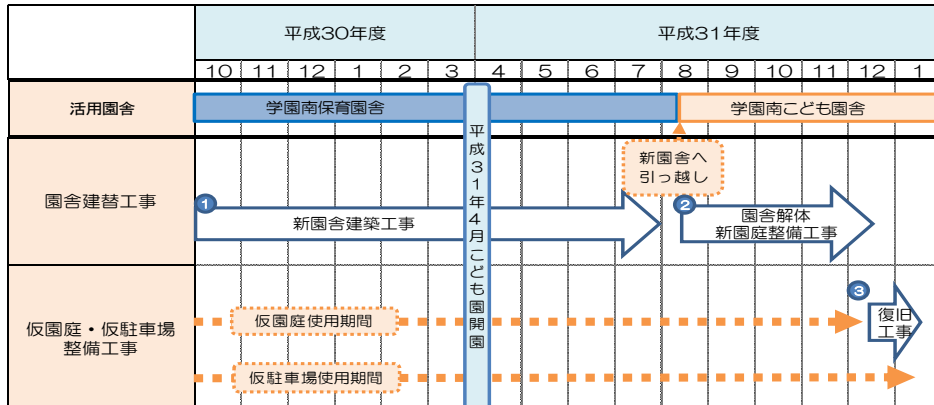 平成30年度
平成31年度
10 11 12 1 2 3 4 5 6 7 8 9 10 11 12 1
活用園舎
学園南保育園舎
学園南こども園舎
平成31年4月こども園開園
新園舎へ
引っ越し
園舎建替工事
1
新園舎建築工事
2
園舎解体
新園庭整備工事
仮園庭・仮駐車場
整備工事
仮園庭使用期間
3
復旧
工事
仮駐車場使用期間